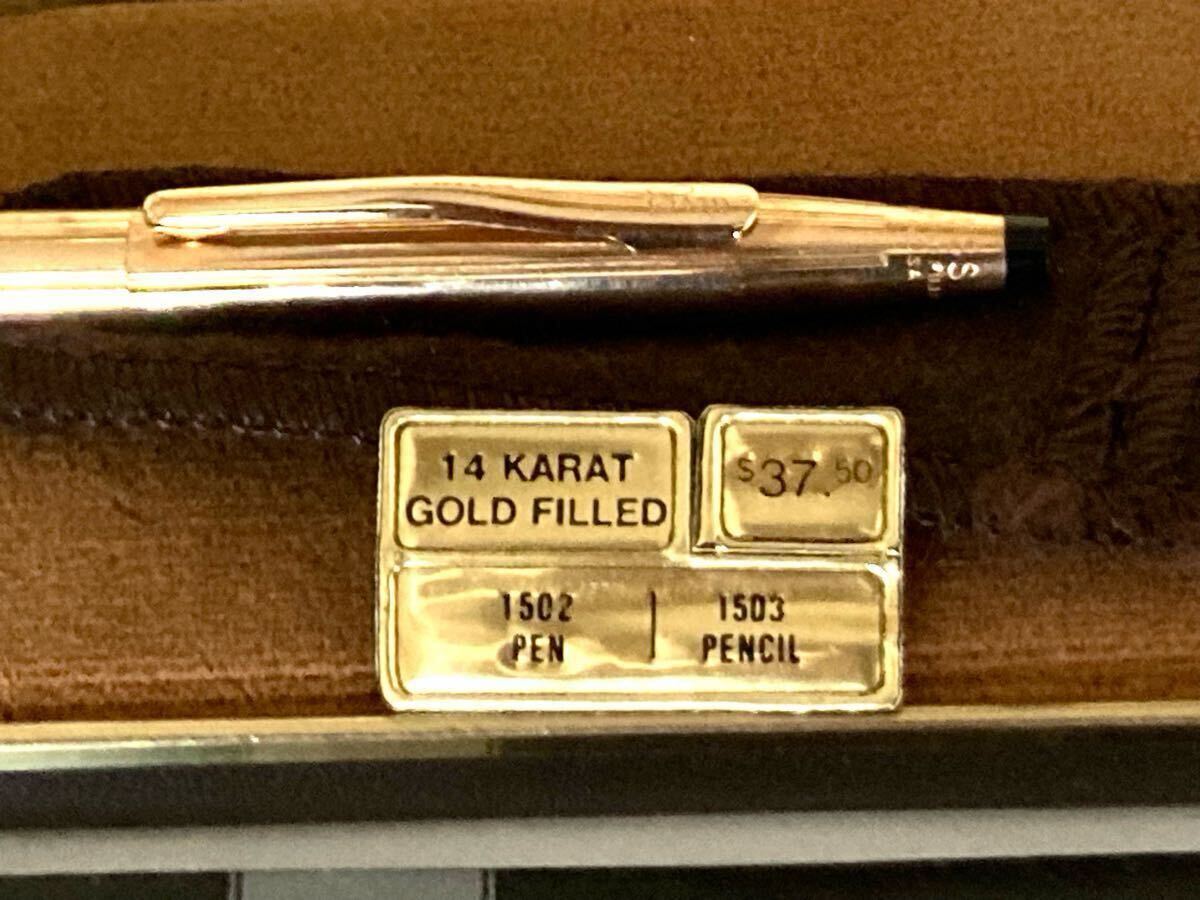 14 KARAT
GOLD FILLED
$37.50
1502
PEN
1503
PENCIL